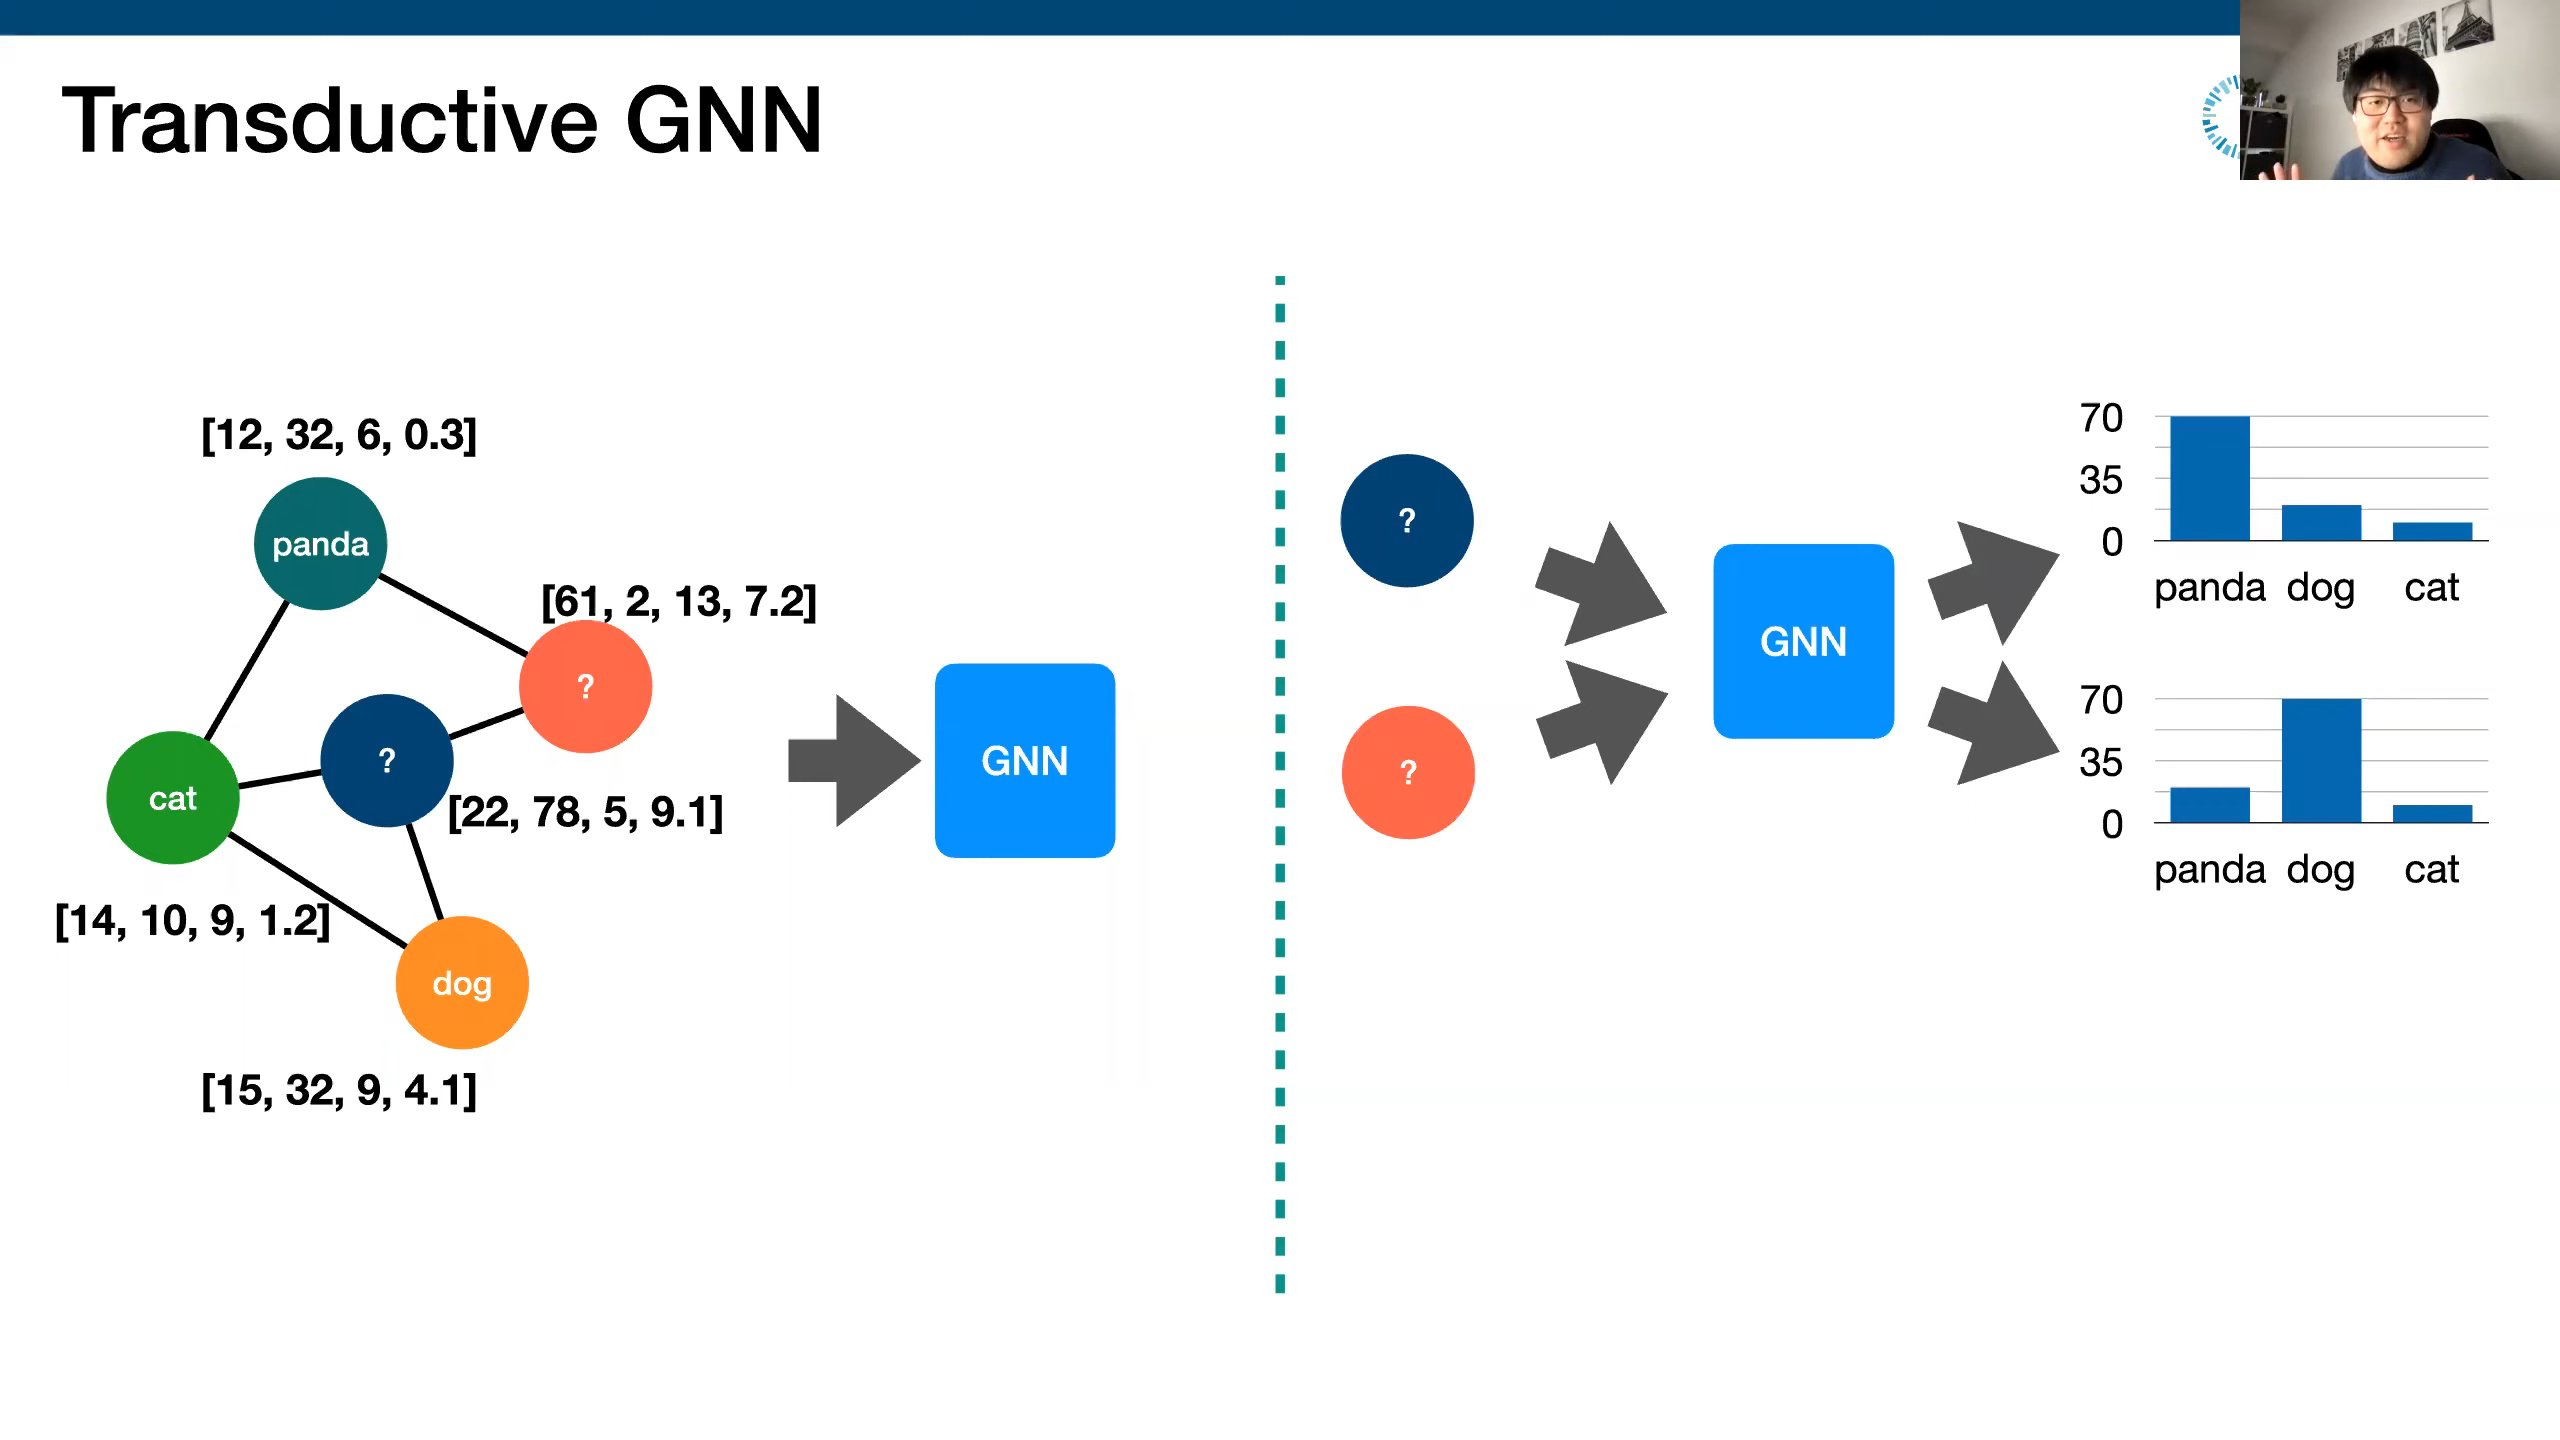 Transductive GNN
[12, 32, 6, 0.3]
panda
[61, 2, 13, 7.2]
?
?
cat
[22, 78, 5, 9.1]
[14, 10, 9, 1.2]
dog
[15, 32, 9, 4.1]
GNN
?
?
GNN
70
35
0
panda dog cat
70
35
0
panda dog cat